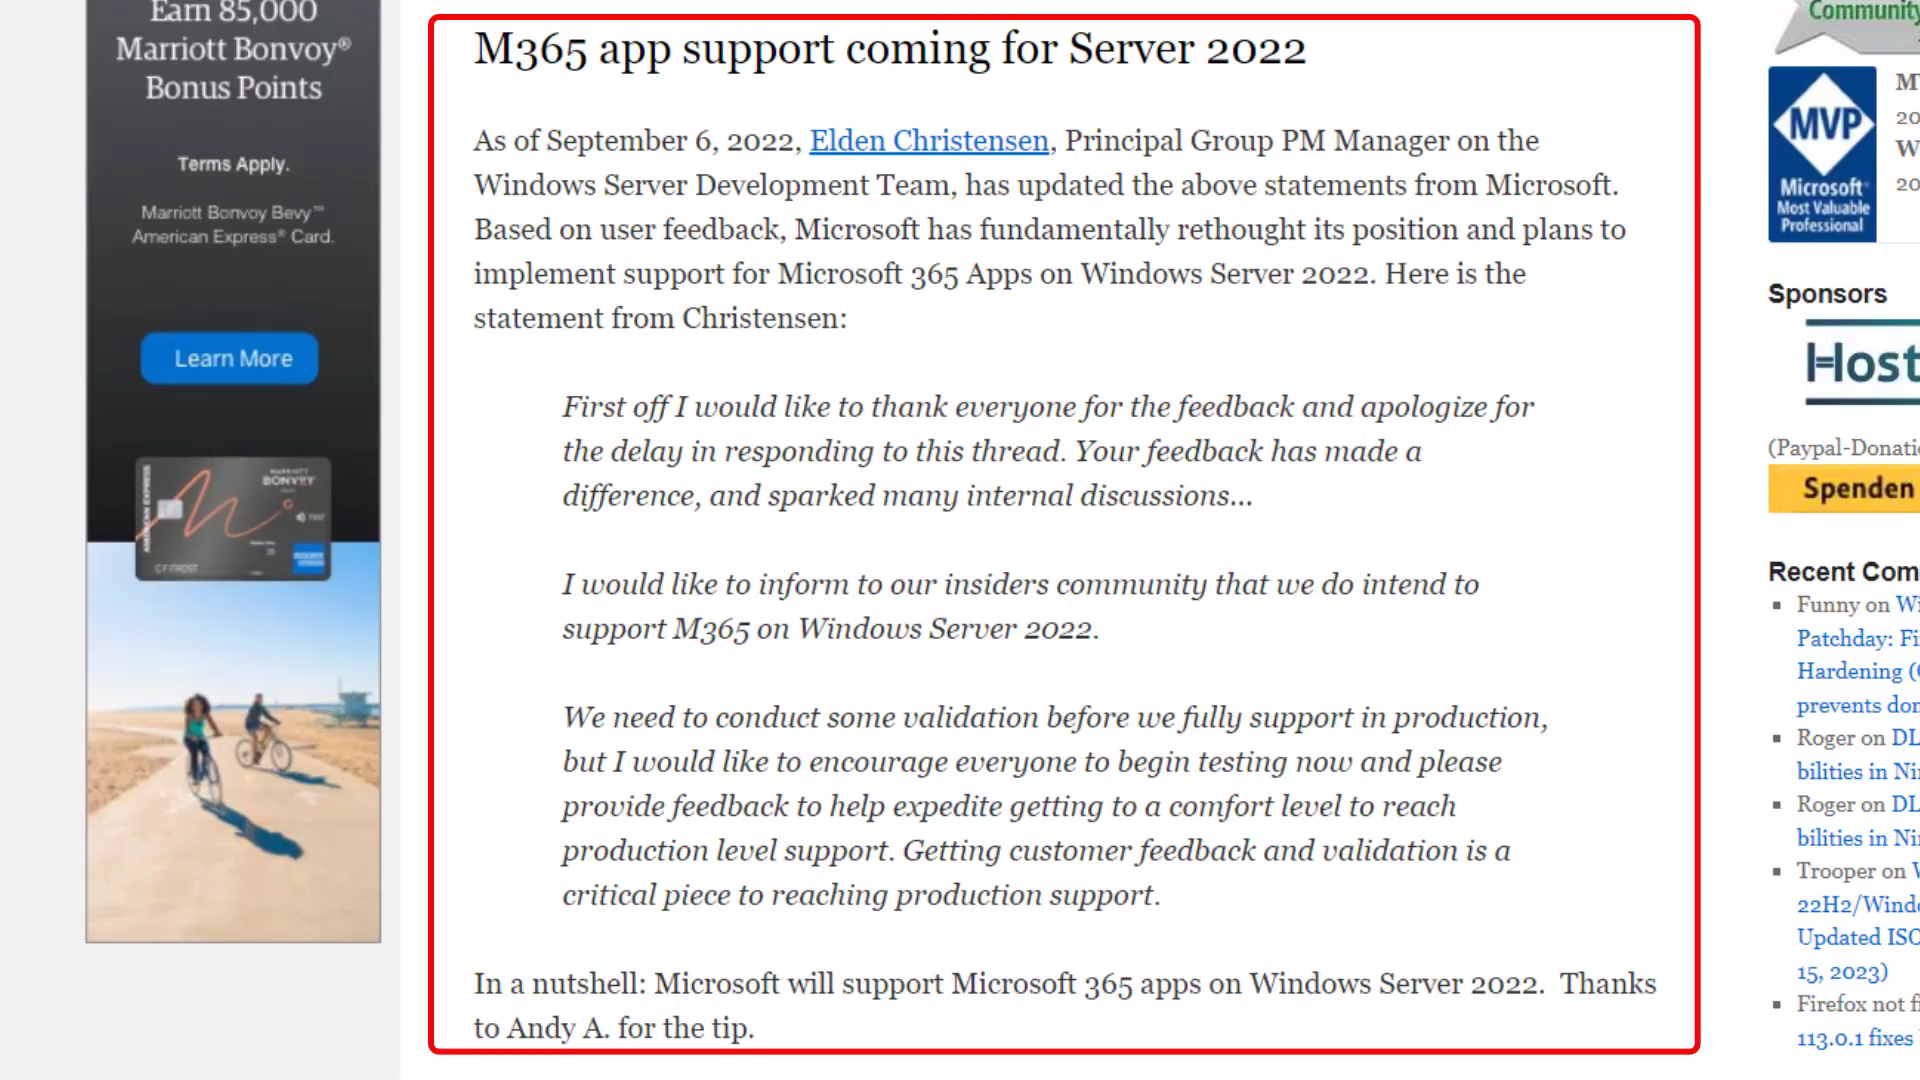 Earn 85,000
Marriott Bonvoy®
Bonus Points
Terms Apply.
Marriott Bonvoy Bevy™
American Express® Card.
Learn More
AMERICAN EXPRESS
MARRIOTT
BONVOY
C F FROST
M365 app support coming for Server 2022
As of September 6, 2022, Elden Christensen, Principal Group PM Manager on the
Windows Server Development Team, has updated the above statements from Microsoft.
Based on user feedback, Microsoft has fundamentally rethought its position and plans to
implement support for Microsoft 365 Apps on Windows Server 2022. Here is the
statement from Christensen:
First off I would like to thank everyone for the feedback and apologize for
the delay in responding to this thread. Your feedback has made a
difference, and sparked many internal discussions...
I would like to inform to our insiders community that we do intend to
support M365 on Windows Server 2022.
We need to conduct some validation before we fully support in production,
but I would like to encourage everyone to begin testing now and please
provide feedback to help expedite getting to a comfort level to reach
production level support. Getting customer feedback and validation is a
critical piece to reaching production support.
In a nutshell: Microsoft will support Microsoft 365 apps on Windows Server 2022. Thanks
to Andy A. for the tip.
Community
MVP
Microsoft®
Most Valuable
Professional
20
W
20
Sponsors
Host
(Paypal-Donati
Spenden
Recent Com
Funny on Wi
Patchday: Fi
Hardening (
prevents don
Roger on DL
bilities in Ni
Roger on DL
bilities in Ni
Trooper on
22H2/Wind
Updated ISO
15, 2023)
Firefox not f
113.0.1 fixes